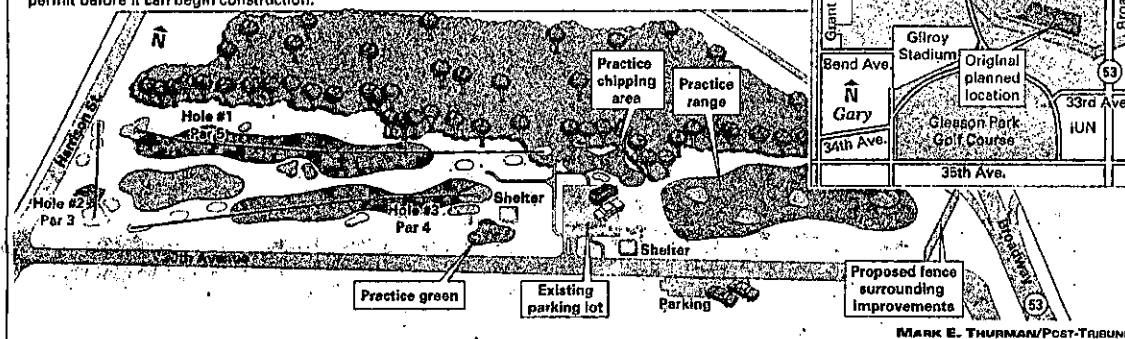 permit before it can begin construction.
N
Harrison St.
Hole #1
Par 5
Hole #2
Par 3
Hole #3
Par 4
Shelter
Practice
chipping
area
Practice
range
Shelter
Practice green
Existing
parking lot
Parking
Proposed fence
surrounding
improvements
Broadway
53
Grant
Bend Ave.
Gilroy
Stadium
Original
planned
location
N
Gary
34th Ave.
Gleason Park
Golf Course
53
33rd Ave
IUN
35th Ave.
MARK E. THURMAN/POST-TRIBUNE